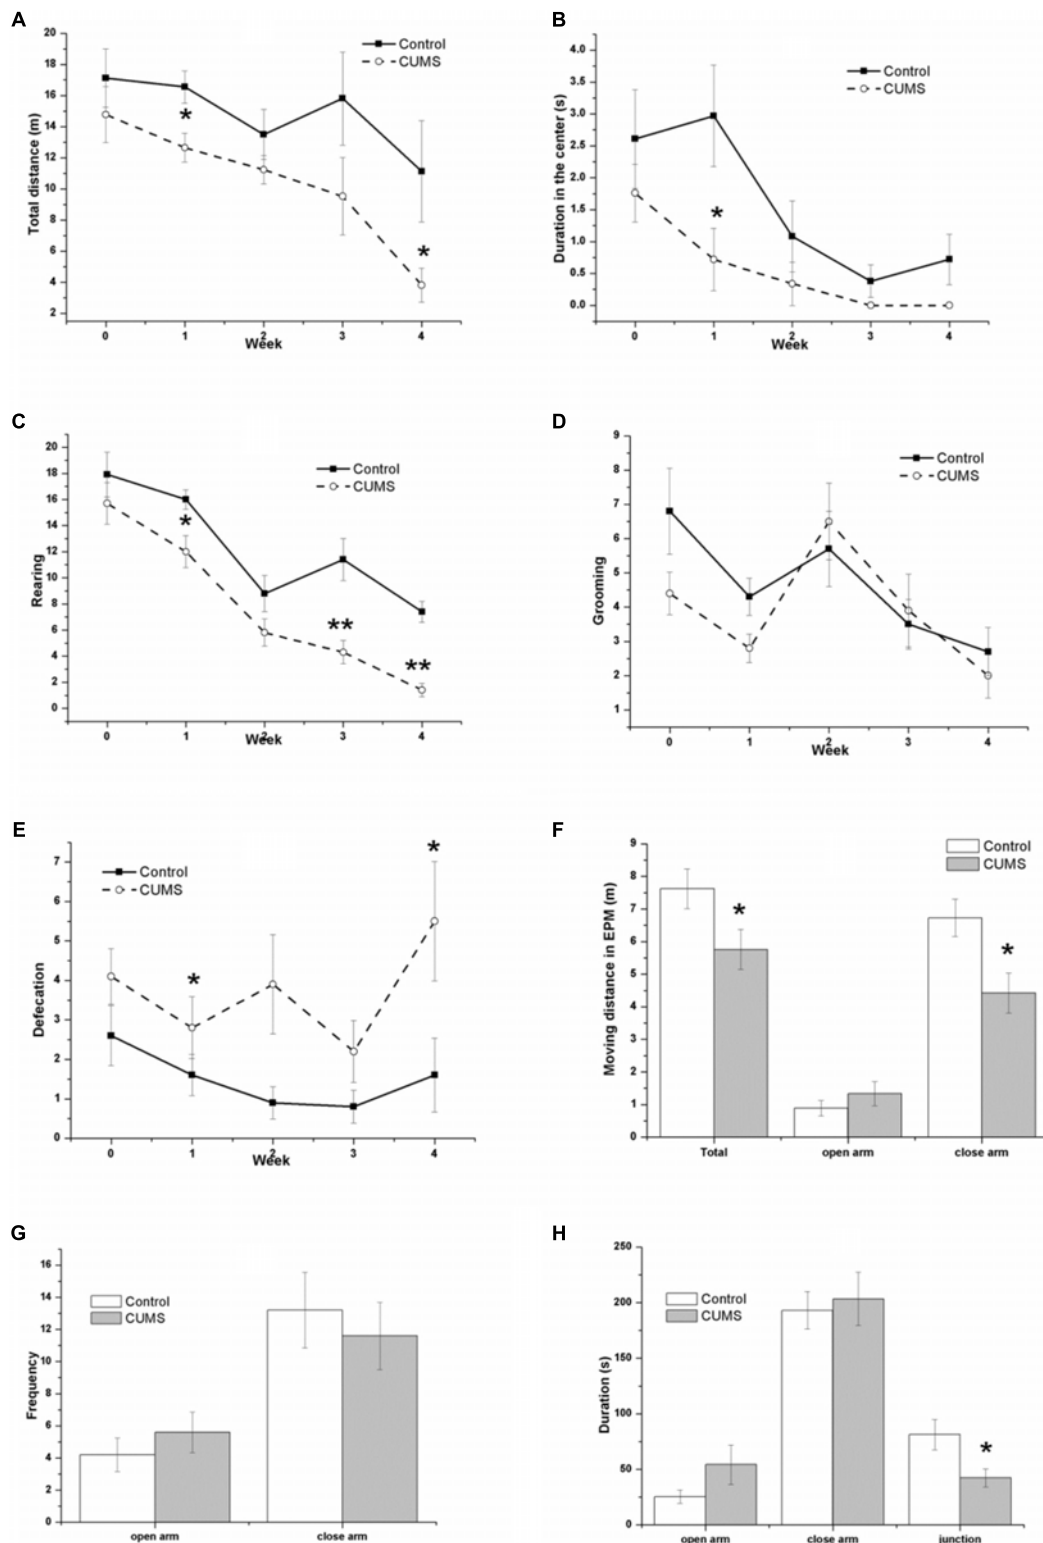 A
Control
CUMS
Total distance (m)
18
16
14
12
10
8
6
4
2
*
*
0 1 2 3 4
Week
B
Control
CUMS
Duration in the center (s)
4.0
3.5
3.0
2.5
2.0
1.5
1.0
0.5
0.0
*
0 1 2 3 4
Week
C
Control
CUMS
Rearing
20
18
16
14
12
10
8
6
4
2
0
*
**
**
0 1 2 3 4
Week
D
Control
CUMS
Grooming
9
8
7
6
5
4
3
2
1
0 1 2 3 4
Week
E
Control
CUMS
Defecation
7
6
5
4
3
2
1
0
*
*
0 1 2 3 4
Week
F
Control
CUMS
Moving distance in EPM (m)
9
8
7
6
5
4
3
2
1
0
*
*
Total open arm close arm
G
Control
CUMS
Frequency
16
14
12
10
8
6
4
2
0
open arm close arm
H
Control
CUMS
Duration (s)
250
200
150
100
50
0
*
open arm close arm junction